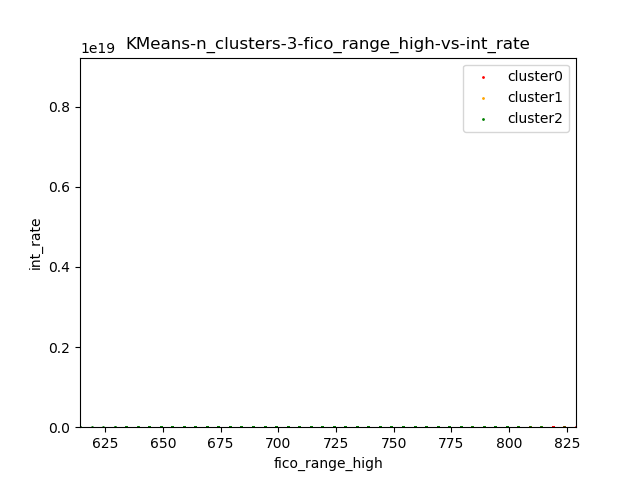 KMeans-n_clusters-3-fico_range_high-vs-int_rate
1e19
cluster0
cluster1
cluster2
0.8
0.6
0.4
0.2
0.0
int_rate
625 650 675 700 725 750 775 800 825
fico_range_high